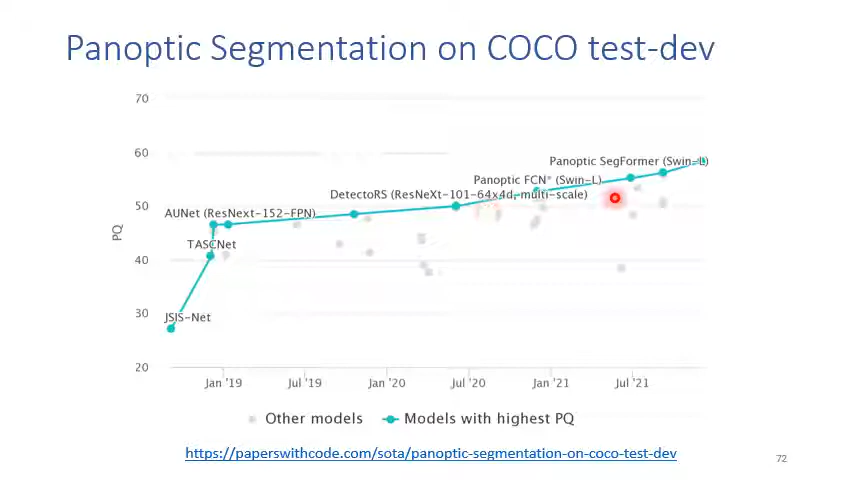 Panoptic Segmentation on COCO test-dev
70
60
50
40
30
20
PQ
Panoptic SegFormer (Swin-L)
Panoptic FCN* (Swin-L)
DetectoRS (ResNeXt-101-64x4d, multi-scale)
AUNet (ResNext-152-FPN)
TASCNet
JSIS-Net
Jan '19
Jul '19
Jan '20
Jul '20
Jan '21
Jul '21
Other models
Models with highest PQ
https://paperswithcode.com/sota/panoptic-segmentation-on-coco-test-dev
72